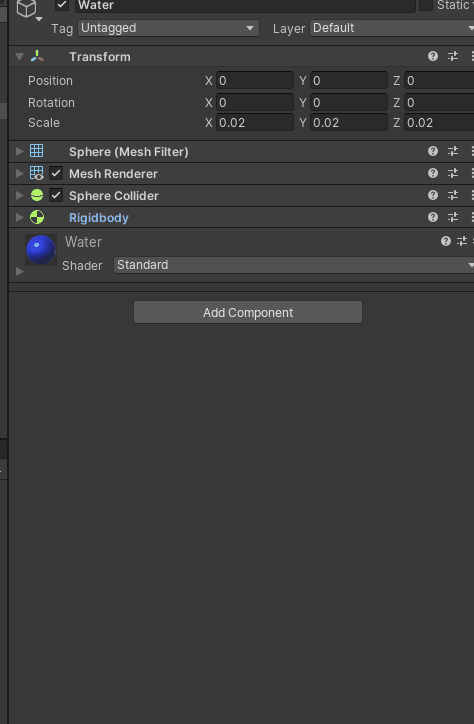 Water Static
Tag Untagged Layer Default
Transform
Position X 0 Y 0 Z 0
Rotation X 0 Y 0 Z 0
Scale X 0.02 Y 0.02 Z 0.02
Sphere (Mesh Filter)
Mesh Renderer
Sphere Collider
Rigidbody
Water
Shader Standard
Add Component